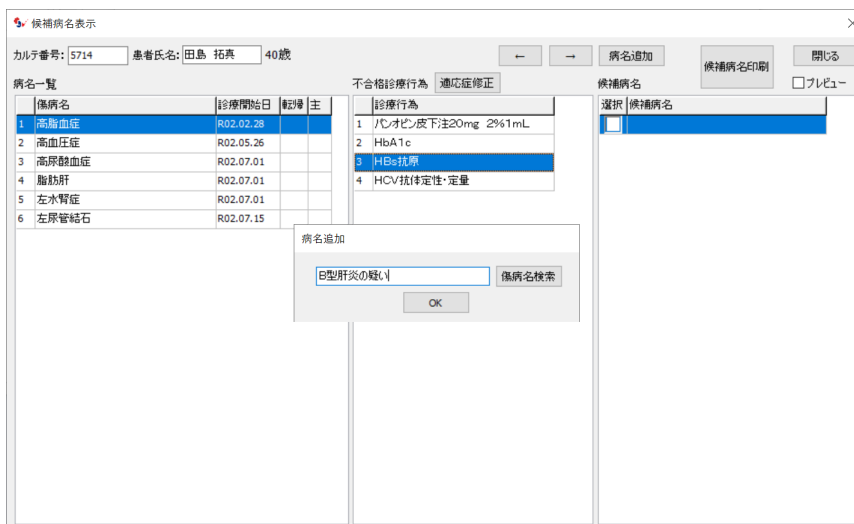 候補病名表示
カルテ番号: 5714 患者氏名: 田島 拓真 40歳 ← → 病名追加 候補病名印刷 閉じる
病名一覧 不合格診療行為 適応症修正 候補病名 プレビュー
傷病名 診療開始日 転帰 主 診療行為 選択 候補病名
1 高脂血症 R02.02.28 1 パンオピン皮下注20mg 2%1mL
2 高血圧症 R02.05.26 2 HbA1c
3 高尿酸血症 R02.07.01 3 HBs抗原
4 脂肪肝 R02.07.01 4 HCV抗体定性・定量
5 左水腎症 R02.07.01
6 左尿管結石 R02.07.15
病名追加
B型肝炎の疑い 傷病名検索
OK